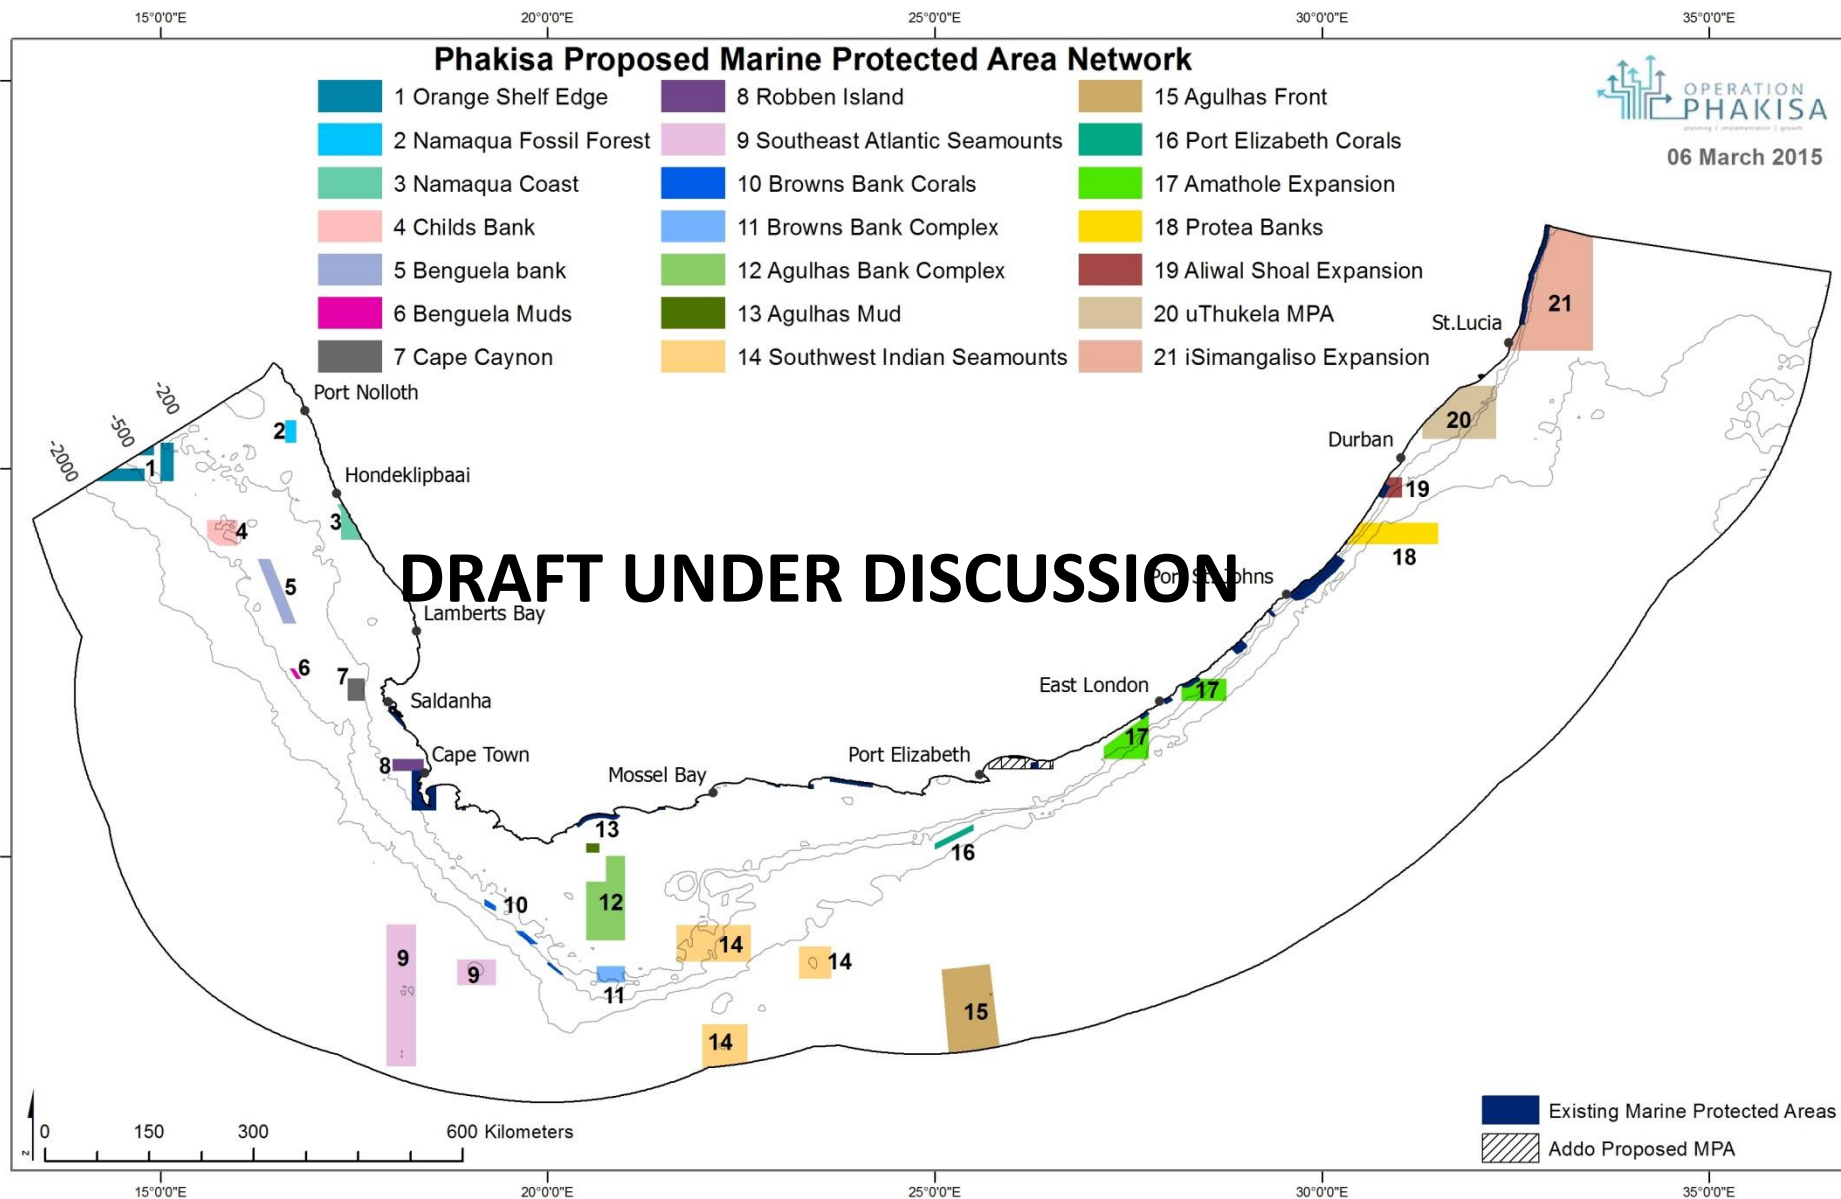 15°0'0"E 20°0'0"E 25°0'0"E 30°0'0"E 35°0'0"E
Phakisa Proposed Marine Protected Area Network
1 Orange Shelf Edge
2 Namaqua Fossil Forest
3 Namaqua Coast
4 Childs Bank
5 Benguela bank
6 Benguela Muds
7 Cape Caynon
8 Robben Island
9 Southeast Atlantic Seamounts
10 Browns Bank Corals
11 Browns Bank Complex
12 Agulhas Bank Complex
13 Agulhas Mud
14 Southwest Indian Seamounts
15 Agulhas Front
16 Port Elizabeth Corals
17 Amathole Expansion
18 Protea Banks
19 Aliwal Shoal Expansion
20 uThukela MPA
21 iSimangaliso Expansion
OPERATION
PHAKISA
planning | implementation | growth
06 March 2015
21
St.Lucia
-200
-500
-2000
Port Nolloth
2
1
20
Durban
Hondeklipbaai
19
3
4
18
DRAFT UNDER DISCUSSION
Port St. Johns
5
Lamberts Bay
6
7
Saldanha
East London
17
17
8
Cape Town
Mossel Bay
Port Elizabeth
13
16
10
12
9
9
14
14
11
15
14
N
0 150 300 600 Kilometers
Existing Marine Protected Areas
Addo Proposed MPA
15°0'0"E 20°0'0"E 25°0'0"E 30°0'0"E 35°0'0"E